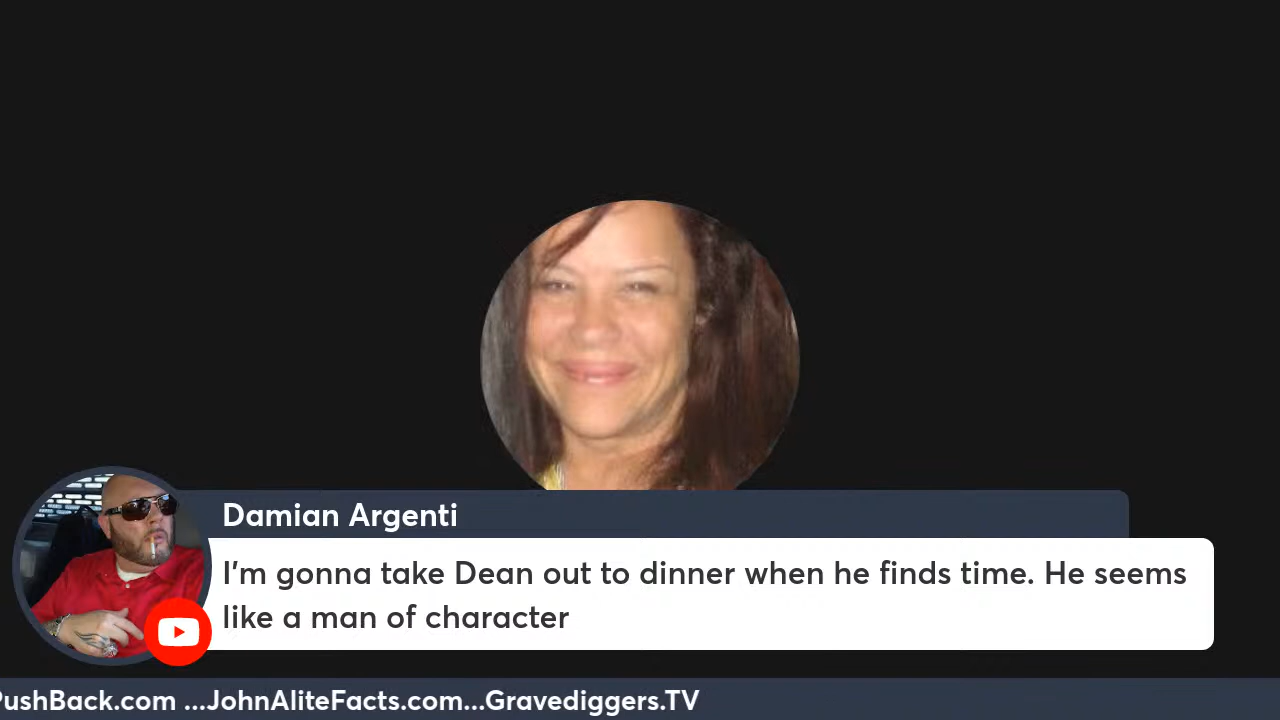 Damian Argenti
I'm gonna take Dean out to dinner when he finds time. He seems
like a man of character
PushBack.com ...JohnAliteFacts.com...Gravediggers.TV